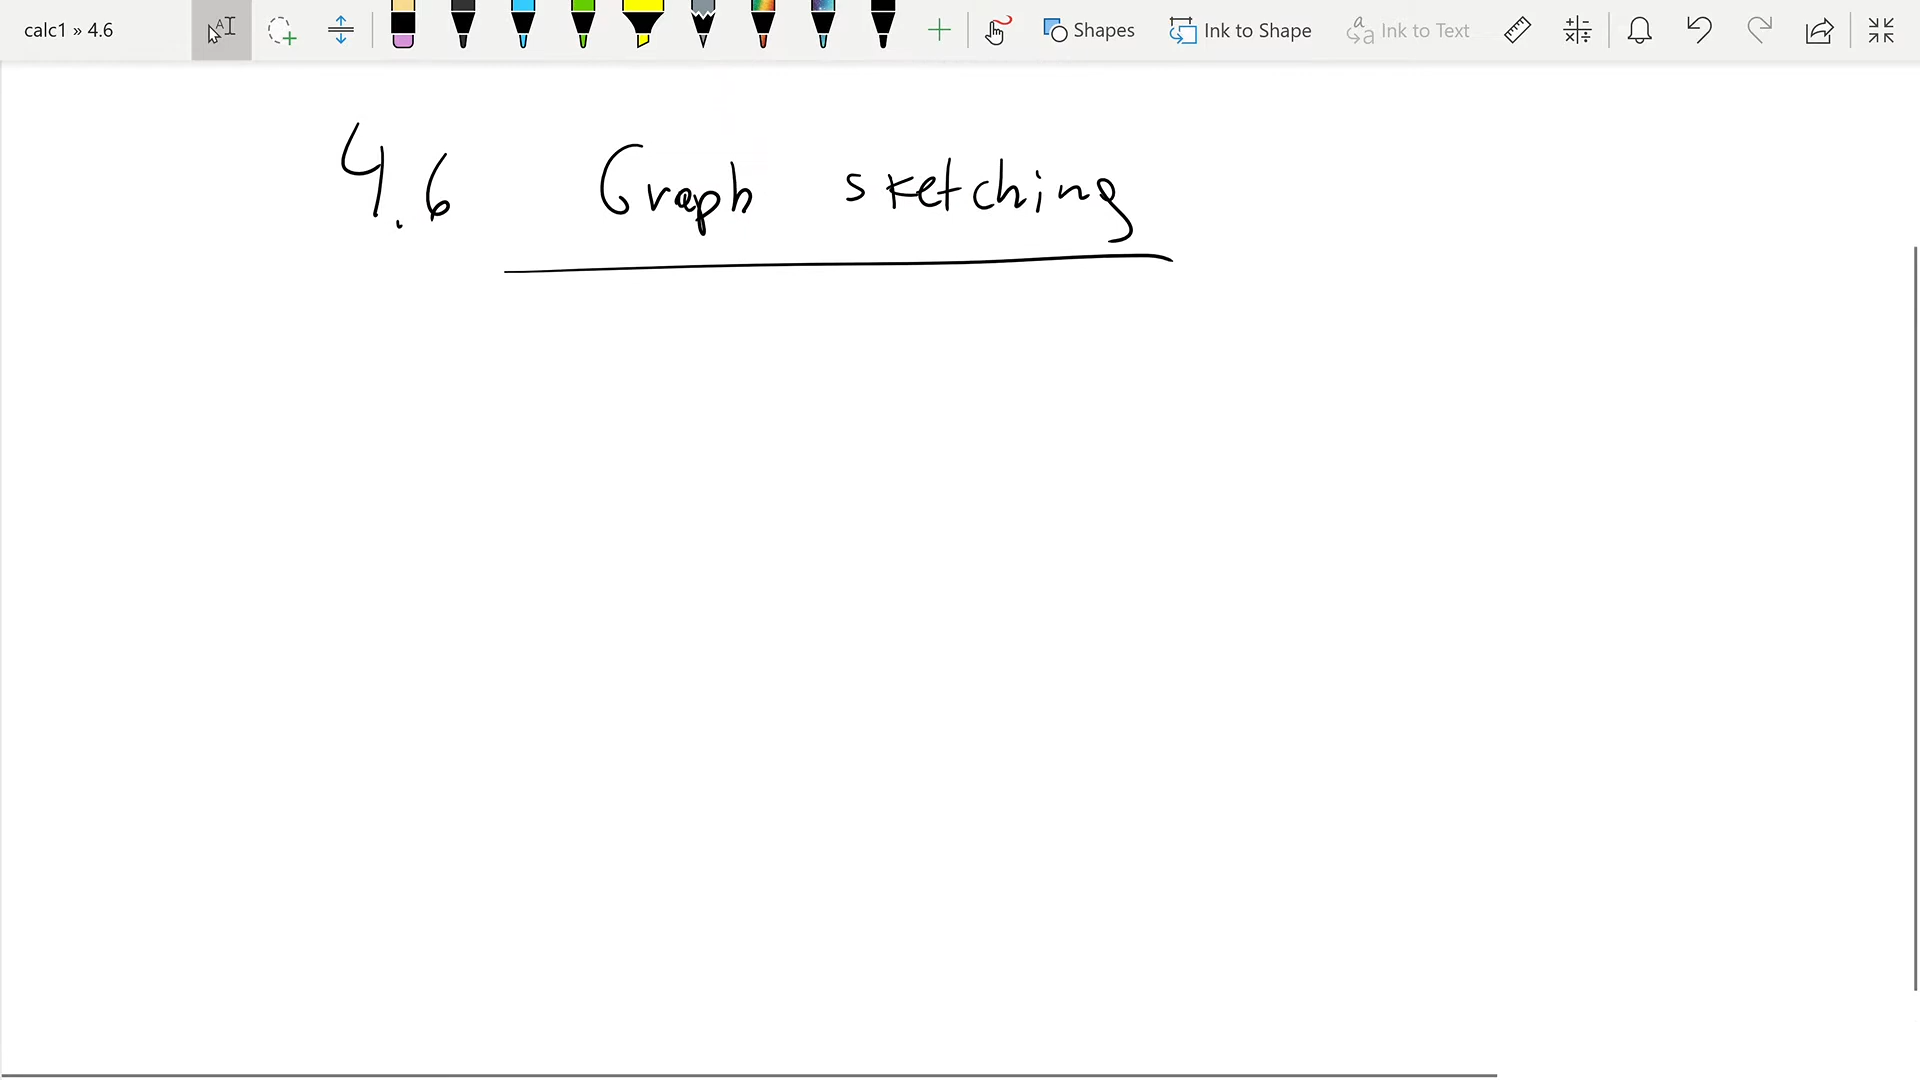 calc1 » 4.6 Shapes Ink to Shape Ink to Text
4.6 Graph sketching